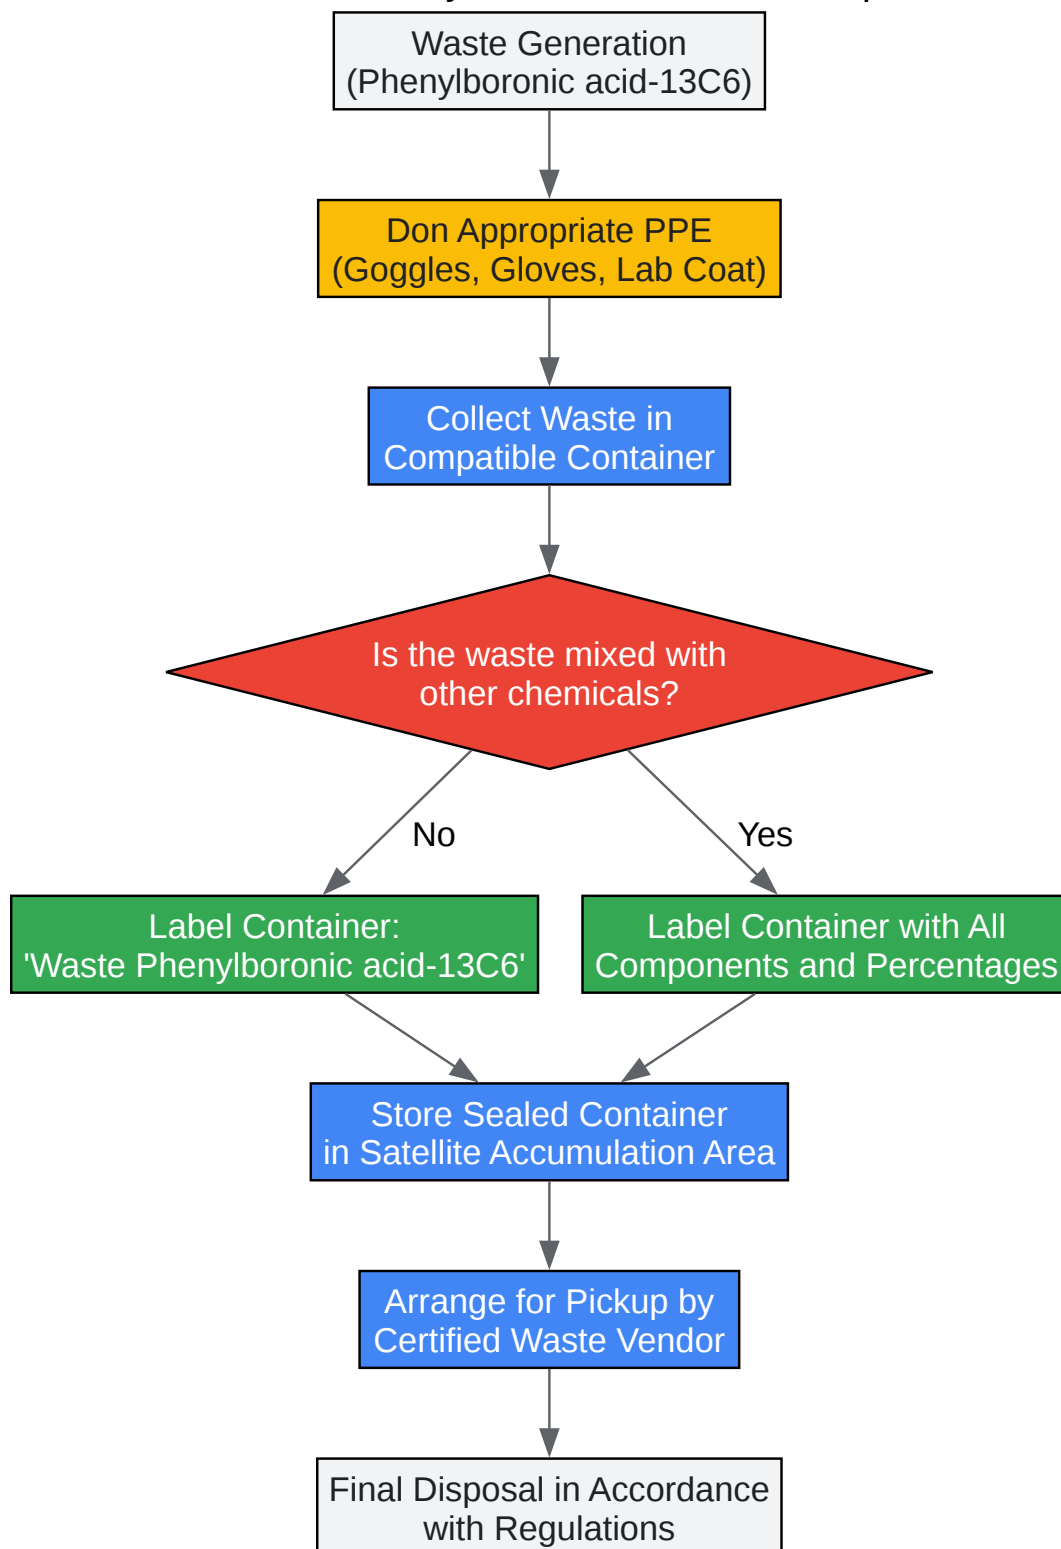 Waste Generation
(Phenylboronic acid-13C6)
Don Appropriate PPE
(Goggles, Gloves, Lab Coat)
Collect Waste in
Compatible Container
Is the waste mixed with
other chemicals?
No
Yes
Label Container:
'Waste Phenylboronic acid-13C6'
Label Container with All
Components and Percentages
Store Sealed Container
in Satellite Accumulation Area
Arrange for Pickup by
Certified Waste Vendor
Final Disposal in Accordance
with Regulations